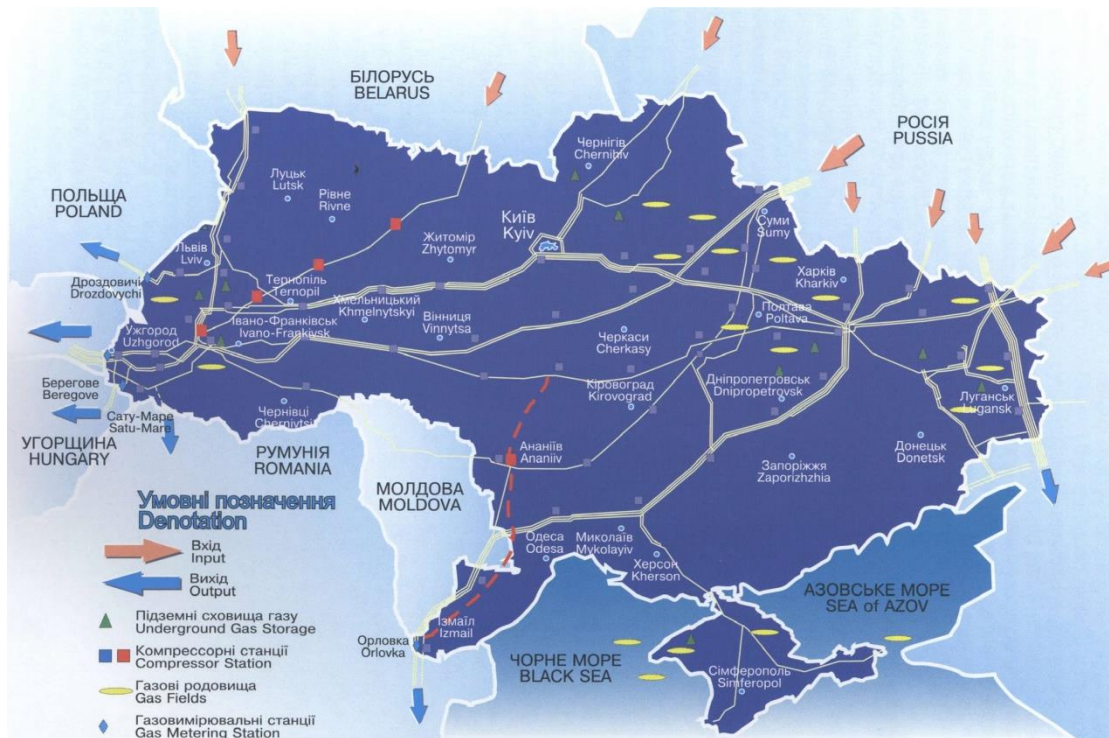 БІЛОРУСЬ
BELARUS
РОСІЯ
PUSSIA
ПОЛЬЩА
POLAND
Чернігів
Chernihiv
Луцьк
Lutsk
Рівне
Rivne
Київ
Kyiv
Житомір
Zhytomyr
Суми
Sumy
Львів
Lviv
Дроздовичі
Drozdovychi
Тернопіль
Ternopil
Хмельницький
Khmelnytskyi
Харків
Kharkiv
Полтава
Poltava
Ужгород
Uzhgorod
Івано-Франківськ
Ivano-Frankivsk
Вінниця
Vinnytsa
Черкаси
Cherkasy
Берегове
Beregove
Сату-Маре
Satu-Mare
Чернівці
Chernivtsi
Кіровоград
Kirovograd
Дніпропетровськ
Dnipropetrovsk
Луганськ
Lugansk
УГОРЩИНА
HUNGARY
РУМУНІЯ
ROMANIA
Ананіїв
Ananiiv
Донецьк
Donetsk
Запоріжжя
Zaporizhzhia
МОЛДОВА
MOLDOVA
Умовні позначення
Denotation
Вхід
Input
Вихід
Output
Підземні сховища газу
Underground Gas Storage
Компрессорні станції
Compressor Station
Газові родовища
Gas Fields
Газовимірювальні станції
Gas Metering Station
Одеса
Odesa
Миколаїв
Mykolayiv
Херсон
Kherson
АЗОВСЬКЕ МОРЕ
SEA of AZOV
Ізмаїл
Izmail
Орловка
Orlovka
ЧОРНЕ МОРЕ
BLACK SEA
Сімферополь
Simferopol